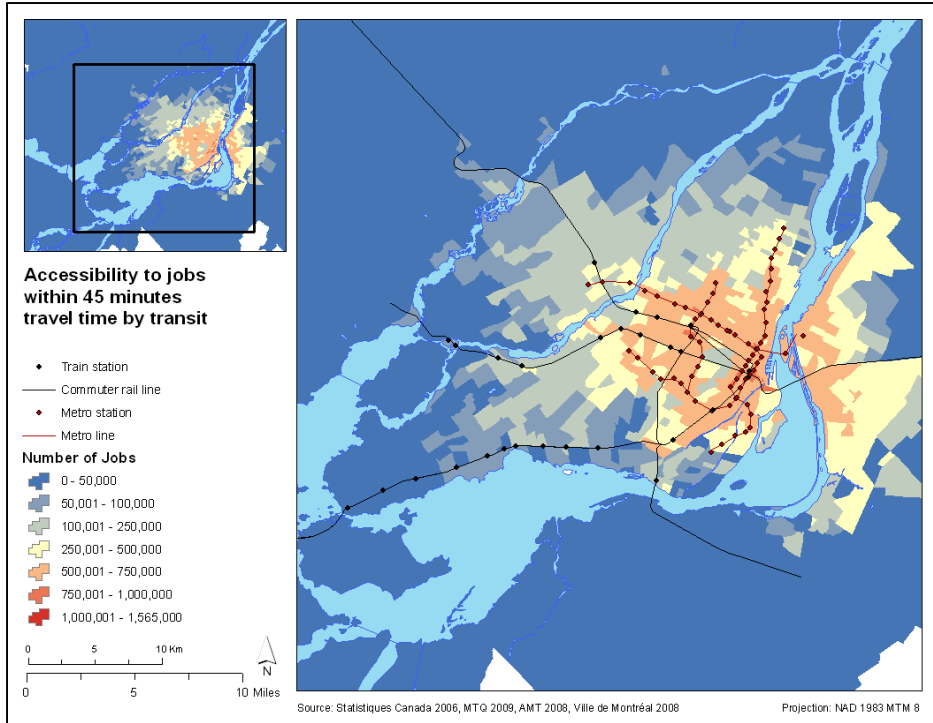 Accessibility to jobs
within 45 minutes
travel time by transit
Train station
Commuter rail line
Metro station
Metro line
Number of Jobs
0 - 50,000
50,001 - 100,000
100,001 - 250,000
250,001 - 500,000
500,001 - 750,000
750,001 - 1,000,000
1,000,001 - 1,565,000
0 5 10 Km
N
0 5 10 Miles
Source: Statistiques Canada 2006, MTQ 2009, AMT 2008, Ville de Montréal 2008
Projection: NAD 1983 MTM 8